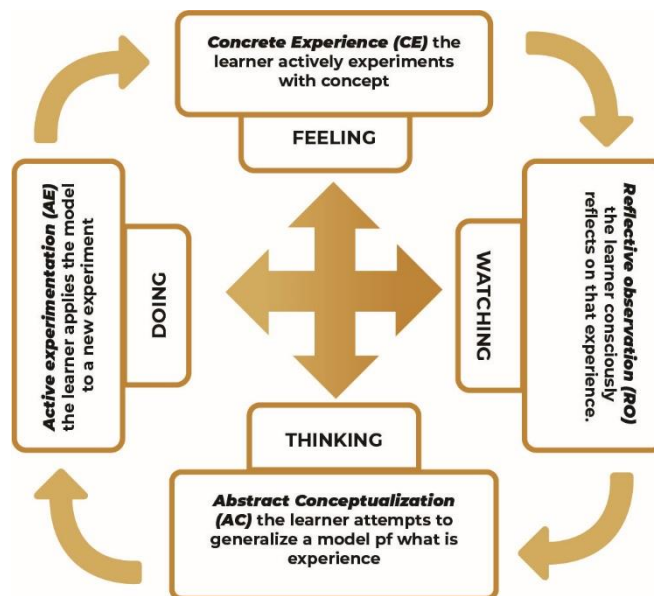 Concrete Experience (CE) the
learner actively experiments
with concept
FEELING
Reflective observation (RO)
the learner consciously
reflects on that experience.
WATCHING
THINKING
Abstract Conceptualization
(AC) the learner attempts to
generalize a model pf what is
experience
Active experimentation (AE)
the learner applies the model
to a new experiment
DOING